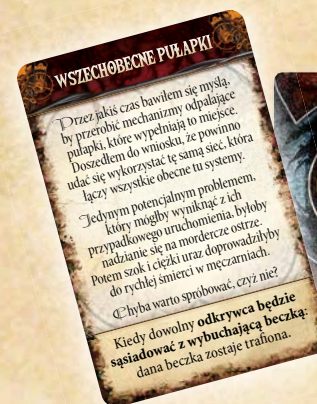 WSZECHOBECNE PUŁAPKI
Przez jakiś czas bawiłem się myślą,
by przerobić mechanizmy odpalające
pułapki, które wypełniają to miejsce.
Doszedłem do wniosku, że powinno
udać się wykorzystać tę samą sieć, która
łączy wszystkie obecne tu systemy.
Jedynym potencjalnym problemem,
który mógłby wyniknąć z ich
przypadkowego uruchomienia, byłoby
nadzianie się na mordercze ostrze.
Potem szok i ciężki uraz doprowadziłyby
do rychłej śmierci w męczarniach.
Chyba warto spróbować, czyż nie?
Kiedy dowolny odkrywca będzie
sąsiadować z wybuchającą beczką:
dana beczka zostaje trafiona.